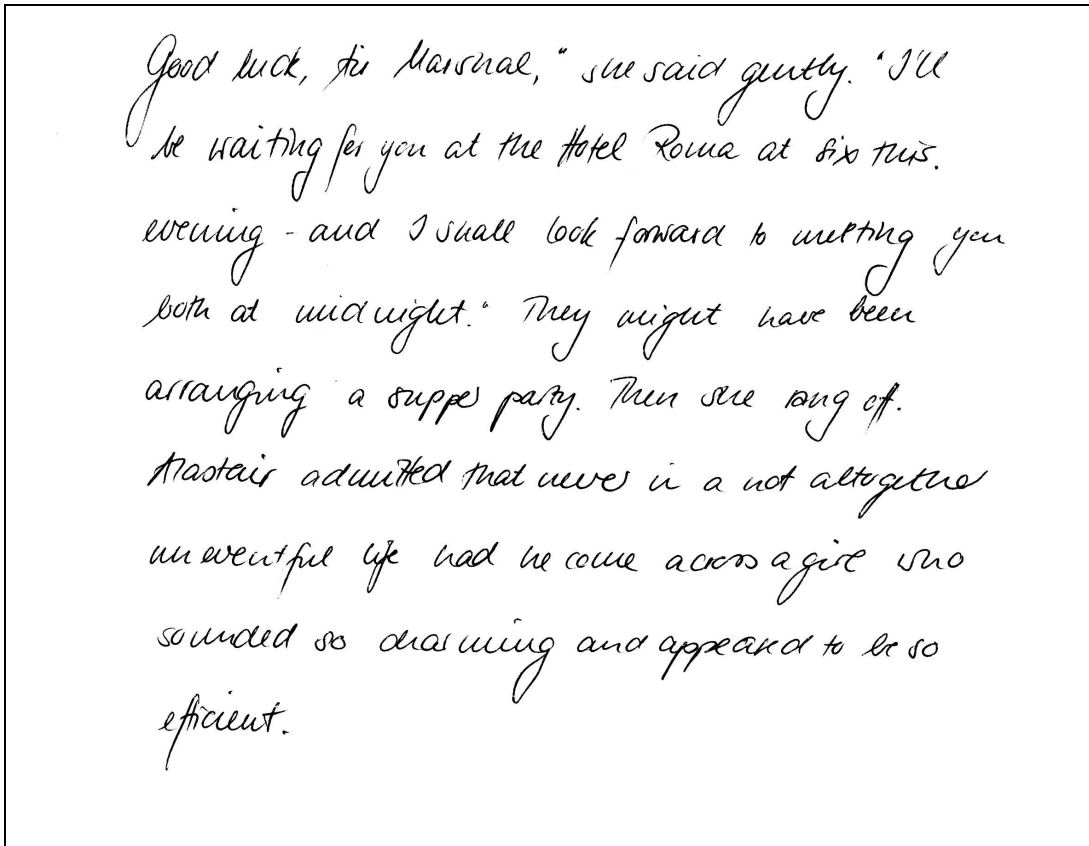 Good luck, Air Marshal," she said gently. "I'll
be waiting for you at the Hotel Roma at six this.
evening - and I shall look forward to meeting you
both at midnight." They might have been
arranging a supper party. Then she rang off.
Alastair admitted that never in a not altogether
uneventful life had he come across a girl who
sounded so charming and appeared to be so
efficient.